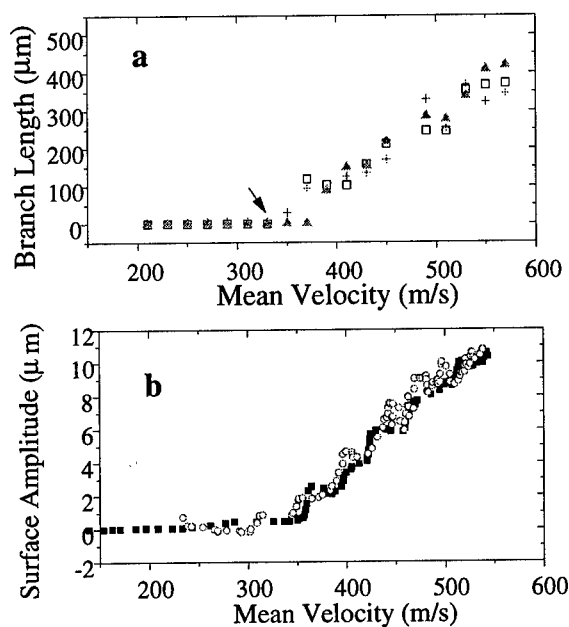 500
400
300
200
100
0
a
Branch Length (μm)
200 300 400 500 600
Mean Velocity (m/s)
12
10
8
6
4
2
0
-2
b
Surface Amplitude (μ m)
200 300 400 500 600
Mean Velocity (m/s)